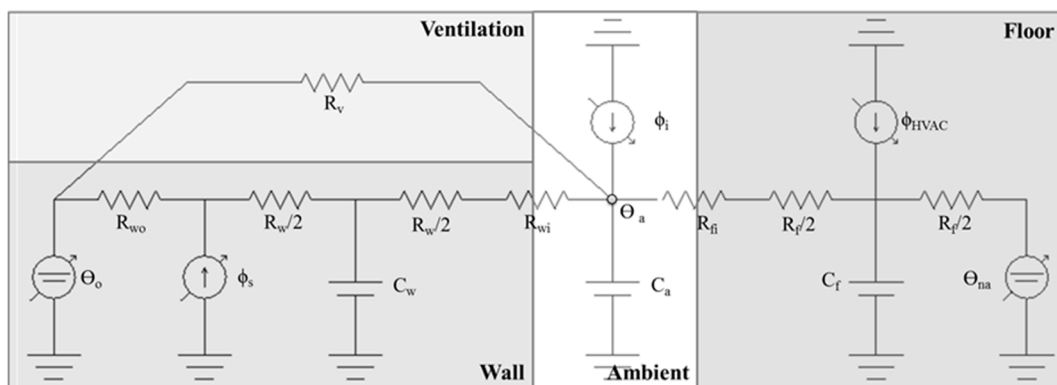 Ventilation
Floor
R_v
ϕ_i
ϕ_HVAC
R_wo
R_w/2
R_w/2
R_wi
Θ_a
R_fi
R_f/2
R_f/2
Θ_o
ϕ_s
C_w
C_a
C_f
Θ_na
Wall
Ambient